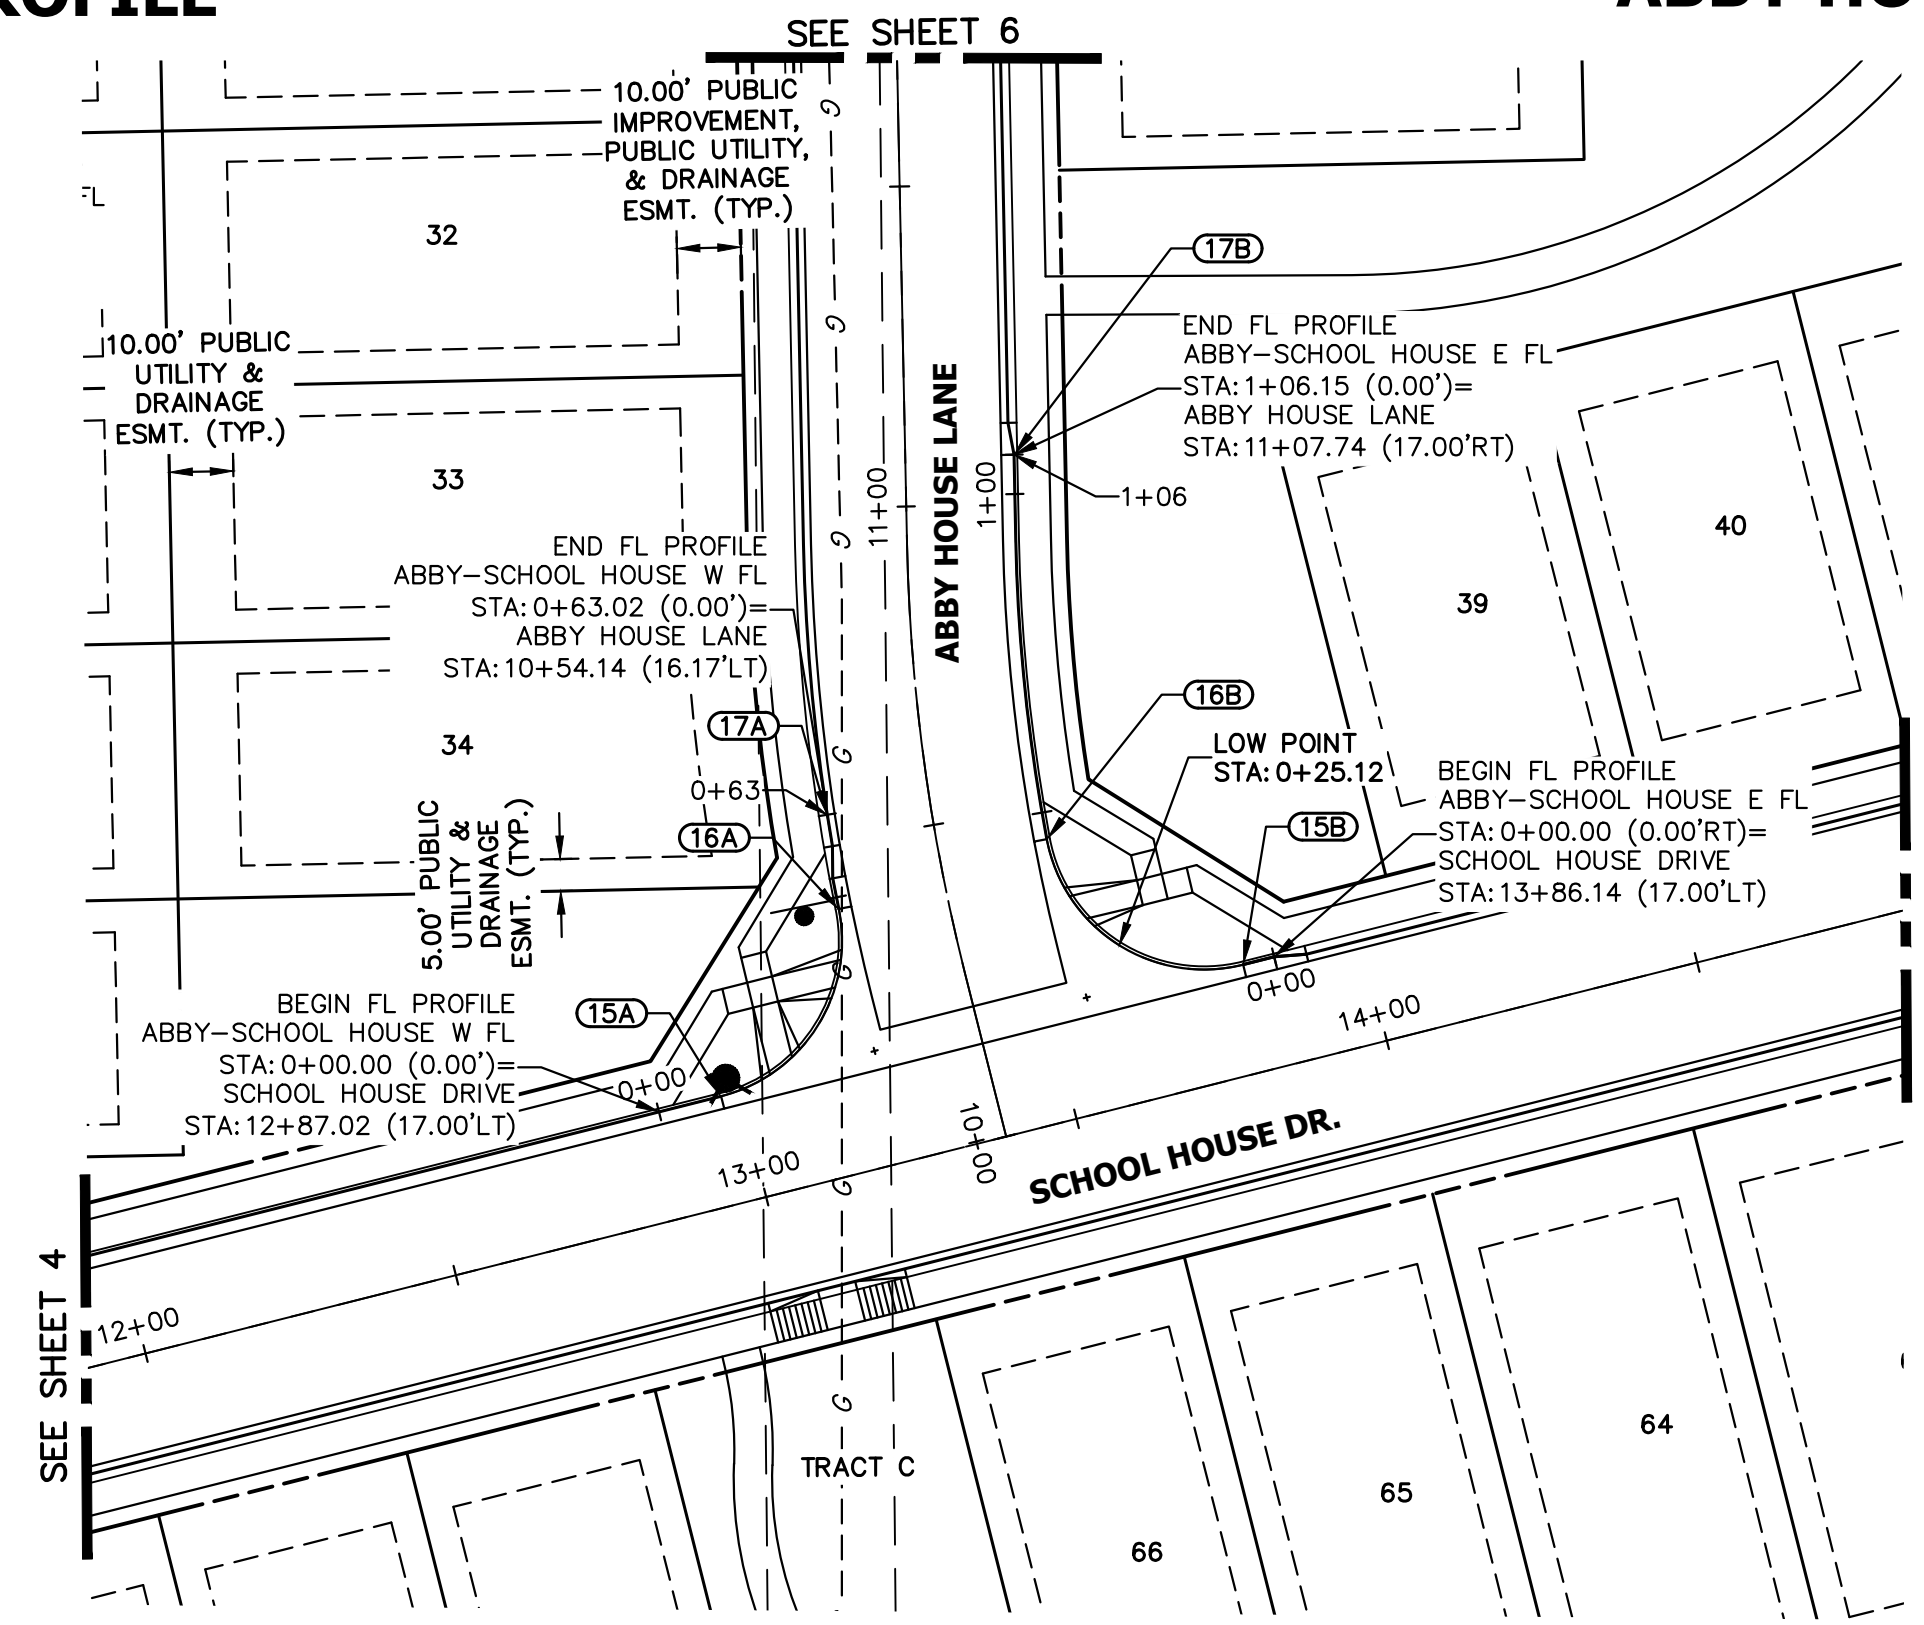 SEE SHEET 6
10.00' PUBLIC
IMPROVEMENT,
PUBLIC UTILITY,
& DRAINAGE
ESMT. (TYP.)
G
FL
32
17B
10.00' PUBLIC
UTILITY &
DRAINAGE
ESMT. (TYP.)
G
END FL PROFILE
ABBY-SCHOOL HOUSE E FL
STA:1+06.15 (0.00')=
ABBY HOUSE LANE
STA:11+07.74 (17.00'RT)
33
11+00
ABBY HOUSE LANE
1+00
1+06
40
G
END FL PROFILE
ABBY-SCHOOL HOUSE W FL
STA:0+63.02 (0.00')=
ABBY HOUSE LANE
STA:10+54.14 (16.17'LT)
39
16B
17A
34
G
LOW POINT
STA:0+25.12
0+63
16A
15B
BEGIN FL PROFILE
ABBY-SCHOOL HOUSE E FL
STA:0+00.00 (0.00'RT)=
SCHOOL HOUSE DRIVE
STA:13+86.14 (17.00'LT)
5.00' PUBLIC
UTILITY &
DRAINAGE
ESMT. (TYP.)
G
0+00
14+00
BEGIN FL PROFILE
ABBY-SCHOOL HOUSE W FL
STA:0+00.00 (0.00')=
SCHOOL HOUSE DRIVE
STA:12+87.02 (17.00'LT)
15A
0+00
10+00
13+00
SCHOOL HOUSE DR.
G
SEE SHEET 4
12+00
G
TRACT C
64
65
66